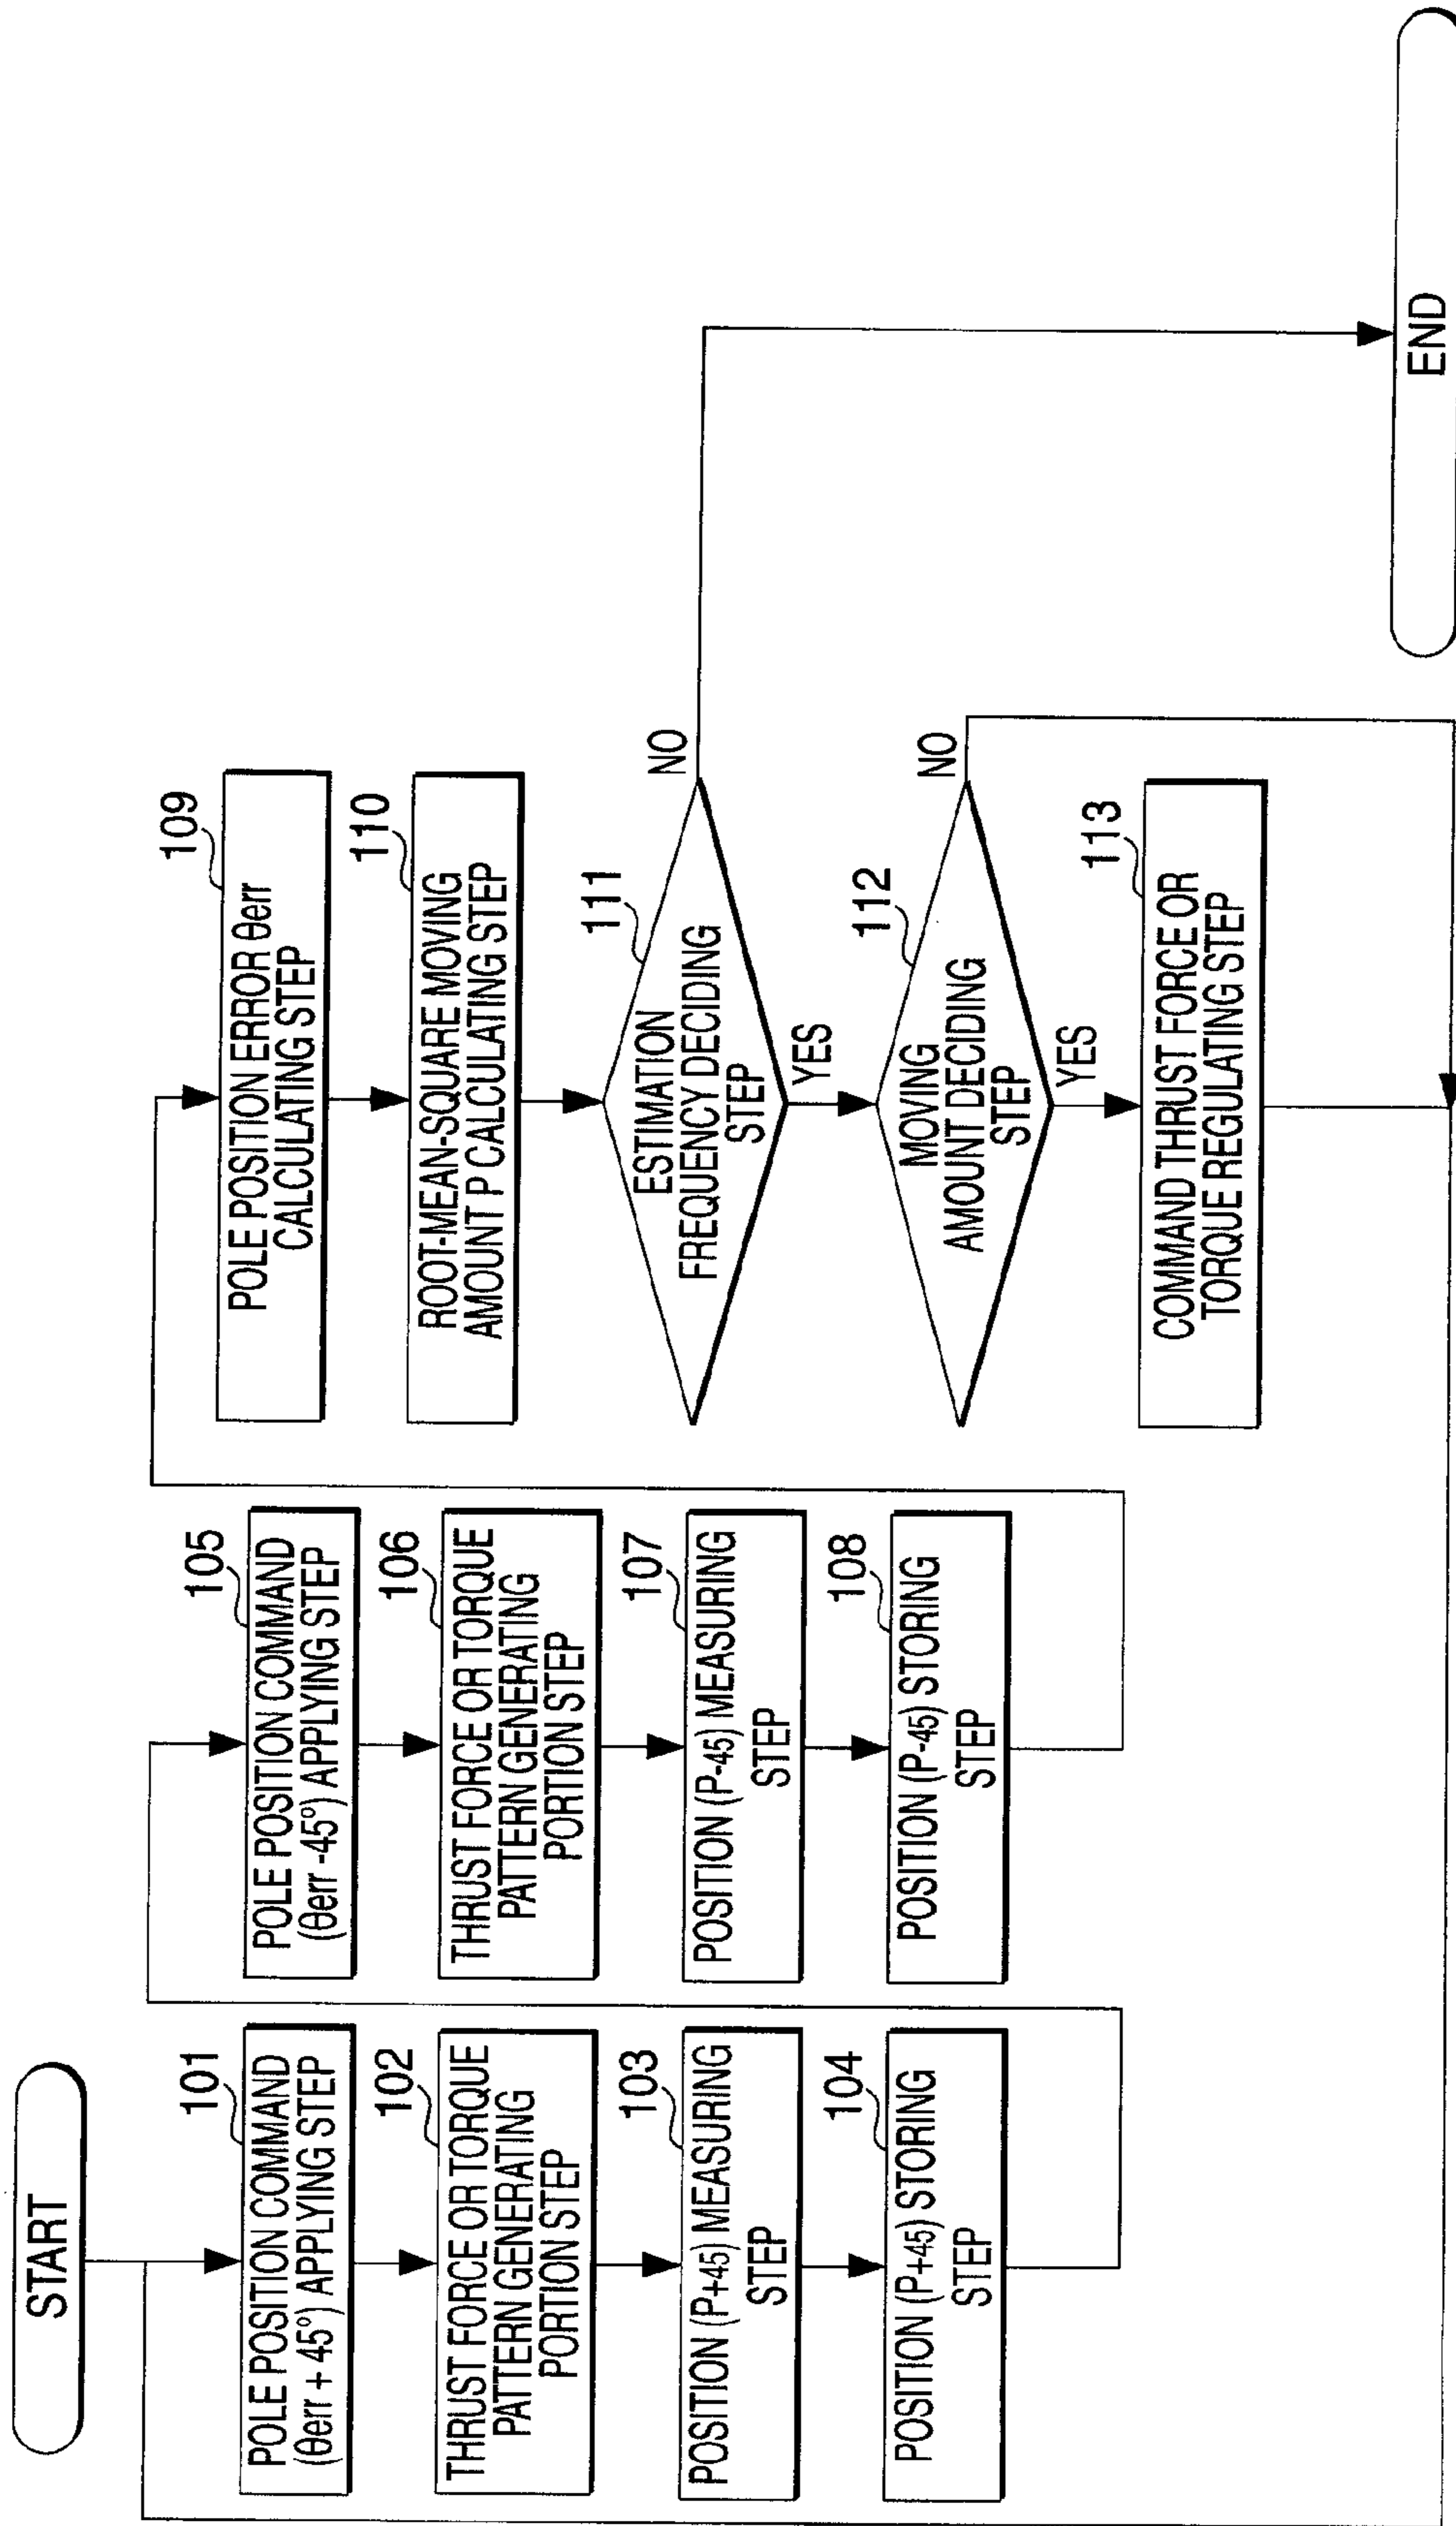 START
101
POLE POSITION COMMAND
(θerr + 45°) APPLYING STEP
102
THRUST FORCE OR TORQUE
PATTERN GENERATING
PORTION STEP
103
POSITION (P+45) MEASURING
STEP
104
POSITION (P+45) STORING
STEP
105
POLE POSITION COMMAND
(θerr -45°) APPLYING STEP
106
THRUST FORCE OR TORQUE
PATTERN GENERATING
PORTION STEP
107
POSITION (P-45) MEASURING
STEP
108
POSITION (P-45) STORING
STEP
109
POLE POSITION ERROR θerr
CALCULATING STEP
110
ROOT-MEAN-SQUARE MOVING
AMOUNT P CALCULATING STEP
111
ESTIMATION
FREQUENCY DECIDING
STEP
NO
YES
112
MOVING
AMOUNT DECIDING
STEP
NO
YES
113
COMMAND THRUST FORCE OR
TORQUE REGULATING STEP
END